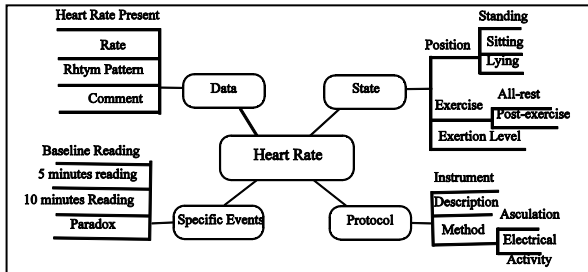 Heart Rate Present
Rate
Rhtym Pattern
Comment
Data
State
Position
Standing
Sitting
Lying
Exercise
All-rest
Post-exercise
Exertion Level
Heart Rate
Baseline Reading
5 minutes reading
10 minutes Reading
Paradox
Specific Events
Protocol
Instrument
Description
Method
Asculation
Electrical
Activity